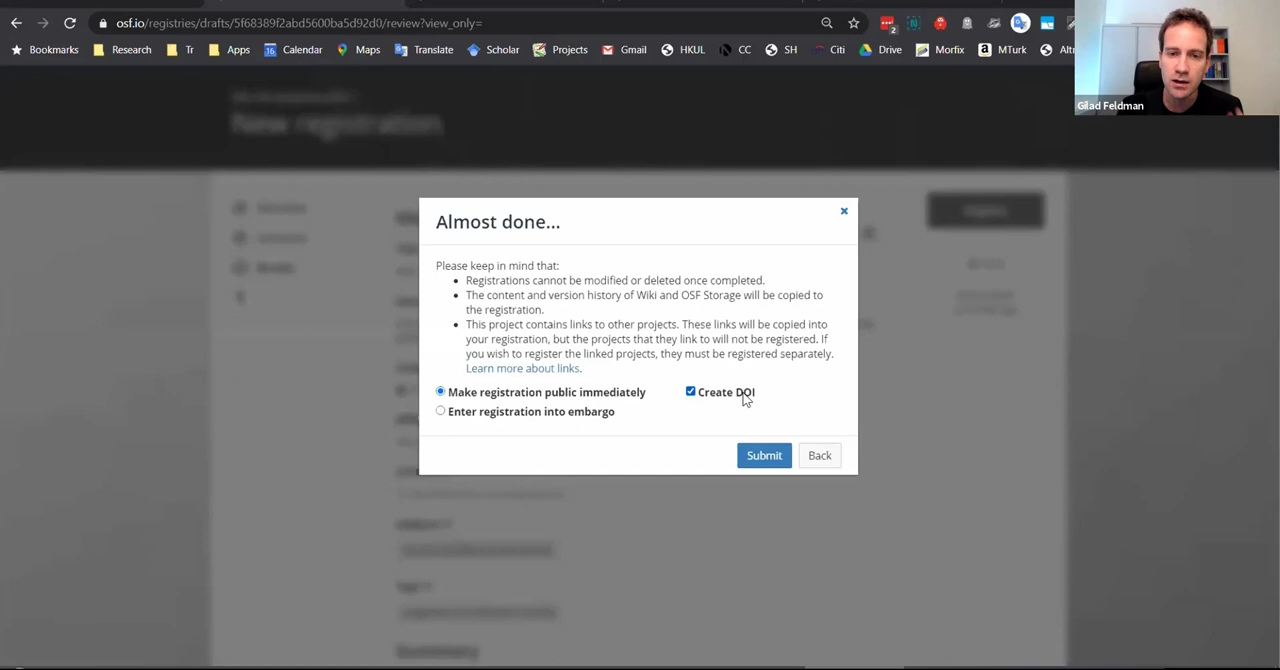 osf.io/registries/drafts/5f68389f2abd5600ba5d92d0/review?view_only=
2
Bookmarks Research Tr Apps 16 Calendar Maps Translate Scholar Projects Gmail HKUL CC SH Citi Drive Morfix a MTurk
Gilad Feldman
New registration
Almost done...
Please keep in mind that:
• Registrations cannot be modified or deleted once completed.
• The content and version history of Wiki and OSF Storage will be copied to
the registration.
• This project contains links to other projects. These links will be copied into
your registration, but the projects that they link to will not be registered. If
you wish to register the linked projects, they must be registered separately.
Learn more about links.
Make registration public immediately Create DOI
Enter registration into embargo
Submit Back
Summary